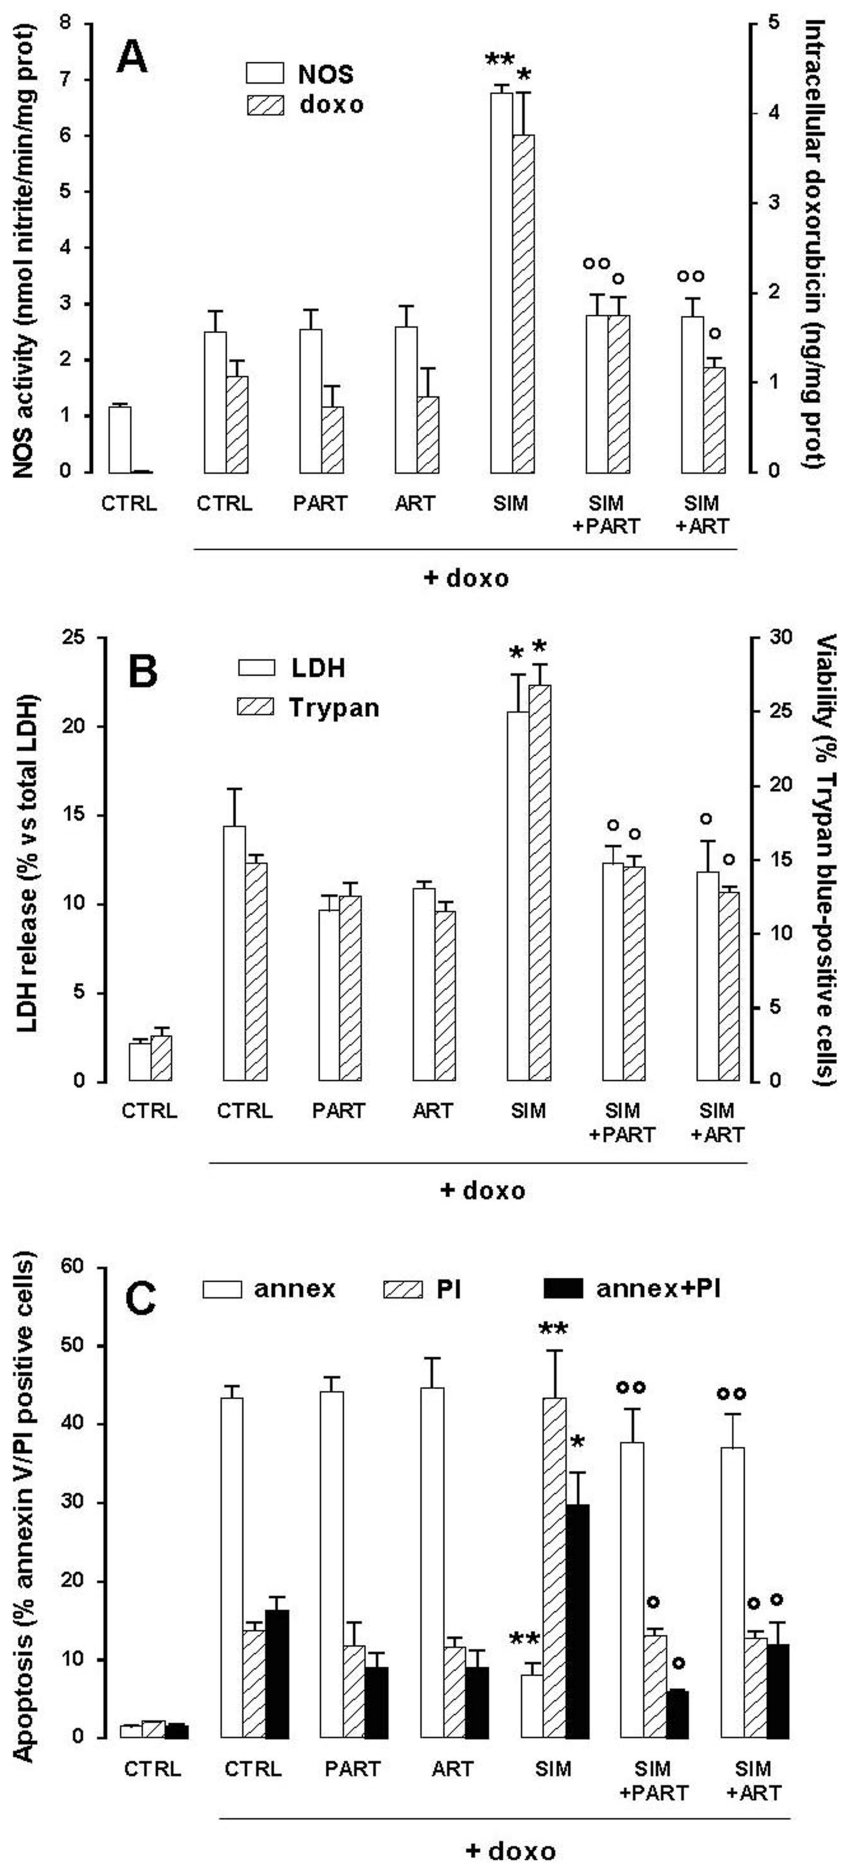 A
NOS
doxo
** *
°° °
°° °
NOS activity (nmol nitrite/min/mg prot)
8
7
6
5
4
3
2
1
0
Intracellular doxorubicin (ng/mg prot)
5
4
3
2
1
0
CTRL CTRL PART ART SIM SIM SIM
+PART +ART
+ doxo
B
LDH
Trypan
* *
° °
° °
LDH release (% vs total LDH)
25
20
15
10
5
0
Viability (% Trypan blue-positive cells)
30
25
20
15
10
5
0
CTRL CTRL PART ART SIM SIM SIM
+PART +ART
+ doxo
C
annex PI annex+PI
** ** *
°° ° °
°° ° °
Apoptosis (% annexin V/PI positive cells)
60
50
40
30
20
10
0
CTRL CTRL PART ART SIM SIM SIM
+PART +ART
+ doxo